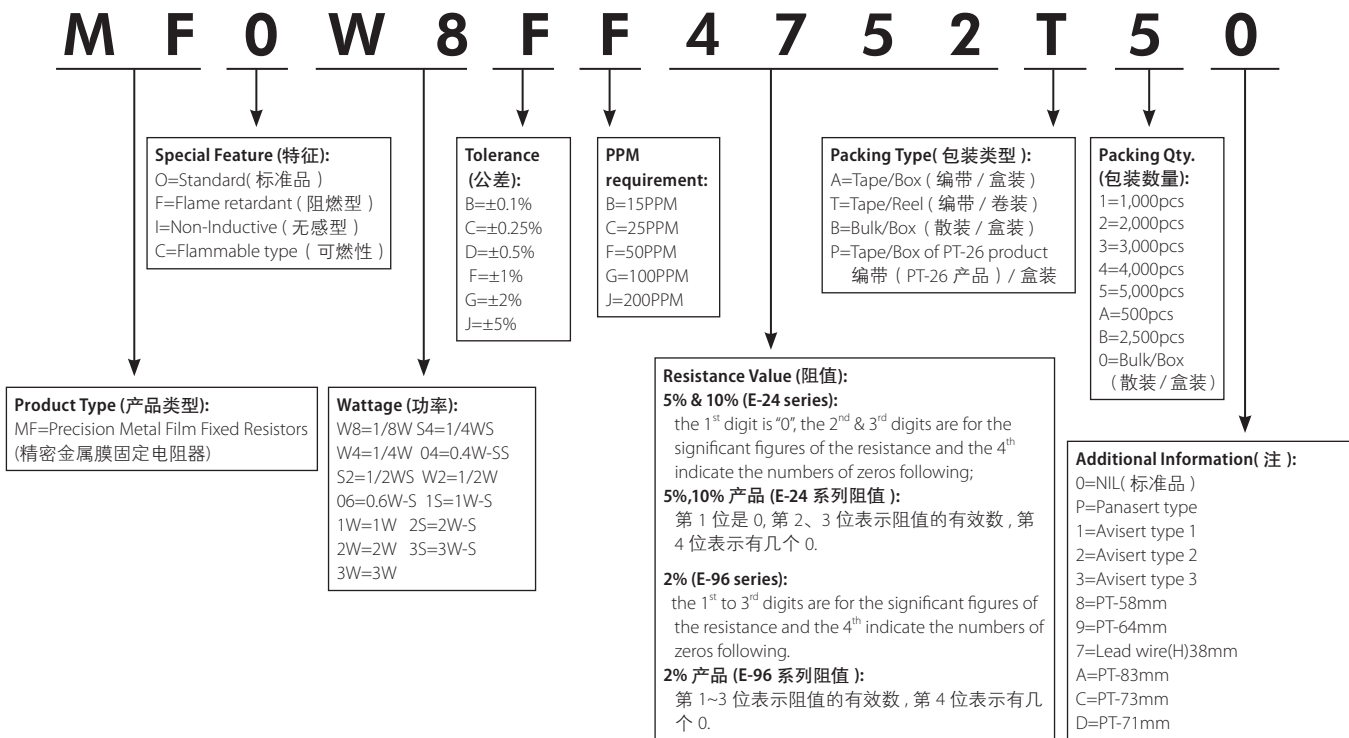 M F 0 W 8 F F 4 7 5 2 T 5 0
Special Feature (特征):
O=Standard( 标准品 )
F=Flame retardant ( 阻燃型 )
I=Non-Inductive ( 无感型 )
C=Flammable type ( 可燃性 )
Tolerance
(公差):
B=±0.1%
C=±0.25%
D=±0.5%
F=±1%
G=±2%
J=±5%
PPM
requirement:
B=15PPM
C=25PPM
F=50PPM
G=100PPM
J=200PPM
Packing Type( 包装类型 ):
A=Tape/Box ( 编带 / 盒装 )
T=Tape/Reel ( 编带 / 卷装 )
B=Bulk/Box ( 散装 / 盒装 )
P=Tape/Box of PT-26 product
编带 ( PT-26 产品 ) / 盒装
Packing Qty.
(包装数量):
1=1,000pcs
2=2,000pcs
3=3,000pcs
4=4,000pcs
5=5,000pcs
A=500pcs
B=2,500pcs
0=Bulk/Box
( 散装 / 盒装 )
Product Type (产品类型):
MF=Precision Metal Film Fixed Resistors
(精密金属膜固定电阻器)
Wattage (功率):
W8=1/8W S4=1/4WS
W4=1/4W 04=0.4W-SS
S2=1/2WS W2=1/2W
06=0.6W-S 1S=1W-S
1W=1W 2S=2W-S
2W=2W 3S=3W-S
3W=3W
Resistance Value (阻值):
5% & 10% (E-24 series):
the 1st digit is "0", the 2nd & 3rd digits are for the
significant figures of the resistance and the 4th
indicate the numbers of zeros following;
5%,10% 产品 (E-24 系列阻值 ):
第 1 位是 0, 第 2、3 位表示阻值的有效数 , 第
4 位表示有几个 0.
2% (E-96 series):
the 1st to 3rd digits are for the significant figures of
the resistance and the 4th indicate the numbers of
zeros following.
2% 产品 (E-96 系列阻值 ):
第 1~3 位表示阻值的有效数 , 第 4 位表示有几
个 0.
Additional Information( 注 ):
0=NIL( 标准品 )
P=Panasert type
1=Avisert type 1
2=Avisert type 2
3=Avisert type 3
8=PT-58mm
9=PT-64mm
7=Lead wire(H)38mm
A=PT-83mm
C=PT-73mm
D=PT-71mm